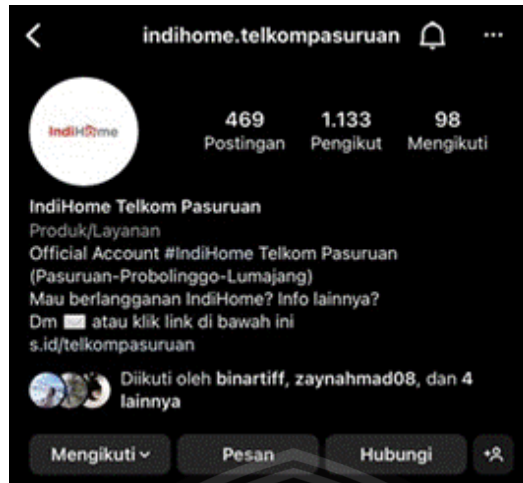 indihome.telkompasuruan
IndiHome
469 1.133 98
Postingan Pengikut Mengikuti
IndiHome Telkom Pasuruan
Produk/Layanan
Official Account #IndiHome Telkom Pasuruan
(Pasuruan-Probolinggo-Lumajang)
Mau berlangganan IndiHome? Info lainnya?
Dm ✉️ atau klik link di bawah ini
s.id/telkompasuruan
Diikuti oleh binartiff, zaynahmad08, dan 4
lainnya
Mengikuti Pesan Hubungi